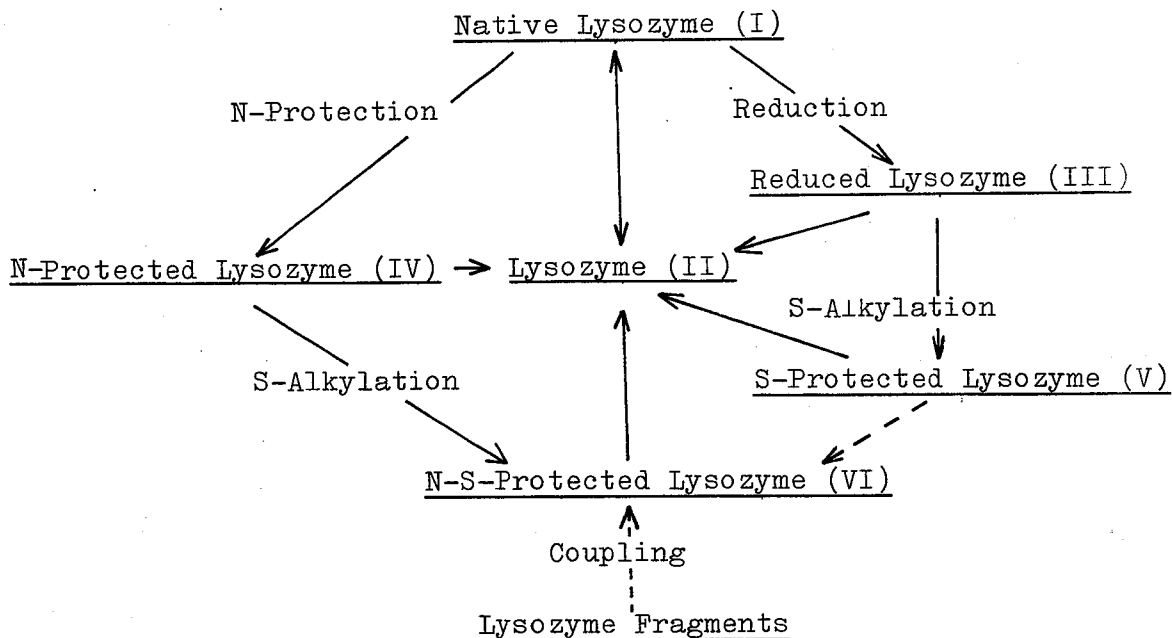 Native Lysozyme (I)
N-Protection
Reduction
Reduced Lysozyme (III)
N-Protected Lysozyme (IV)
Lysozyme (II)
S-Alkylation
S-Alkylation
S-Protected Lysozyme (V)
N-S-Protected Lysozyme (VI)
Coupling
Lysozyme Fragments